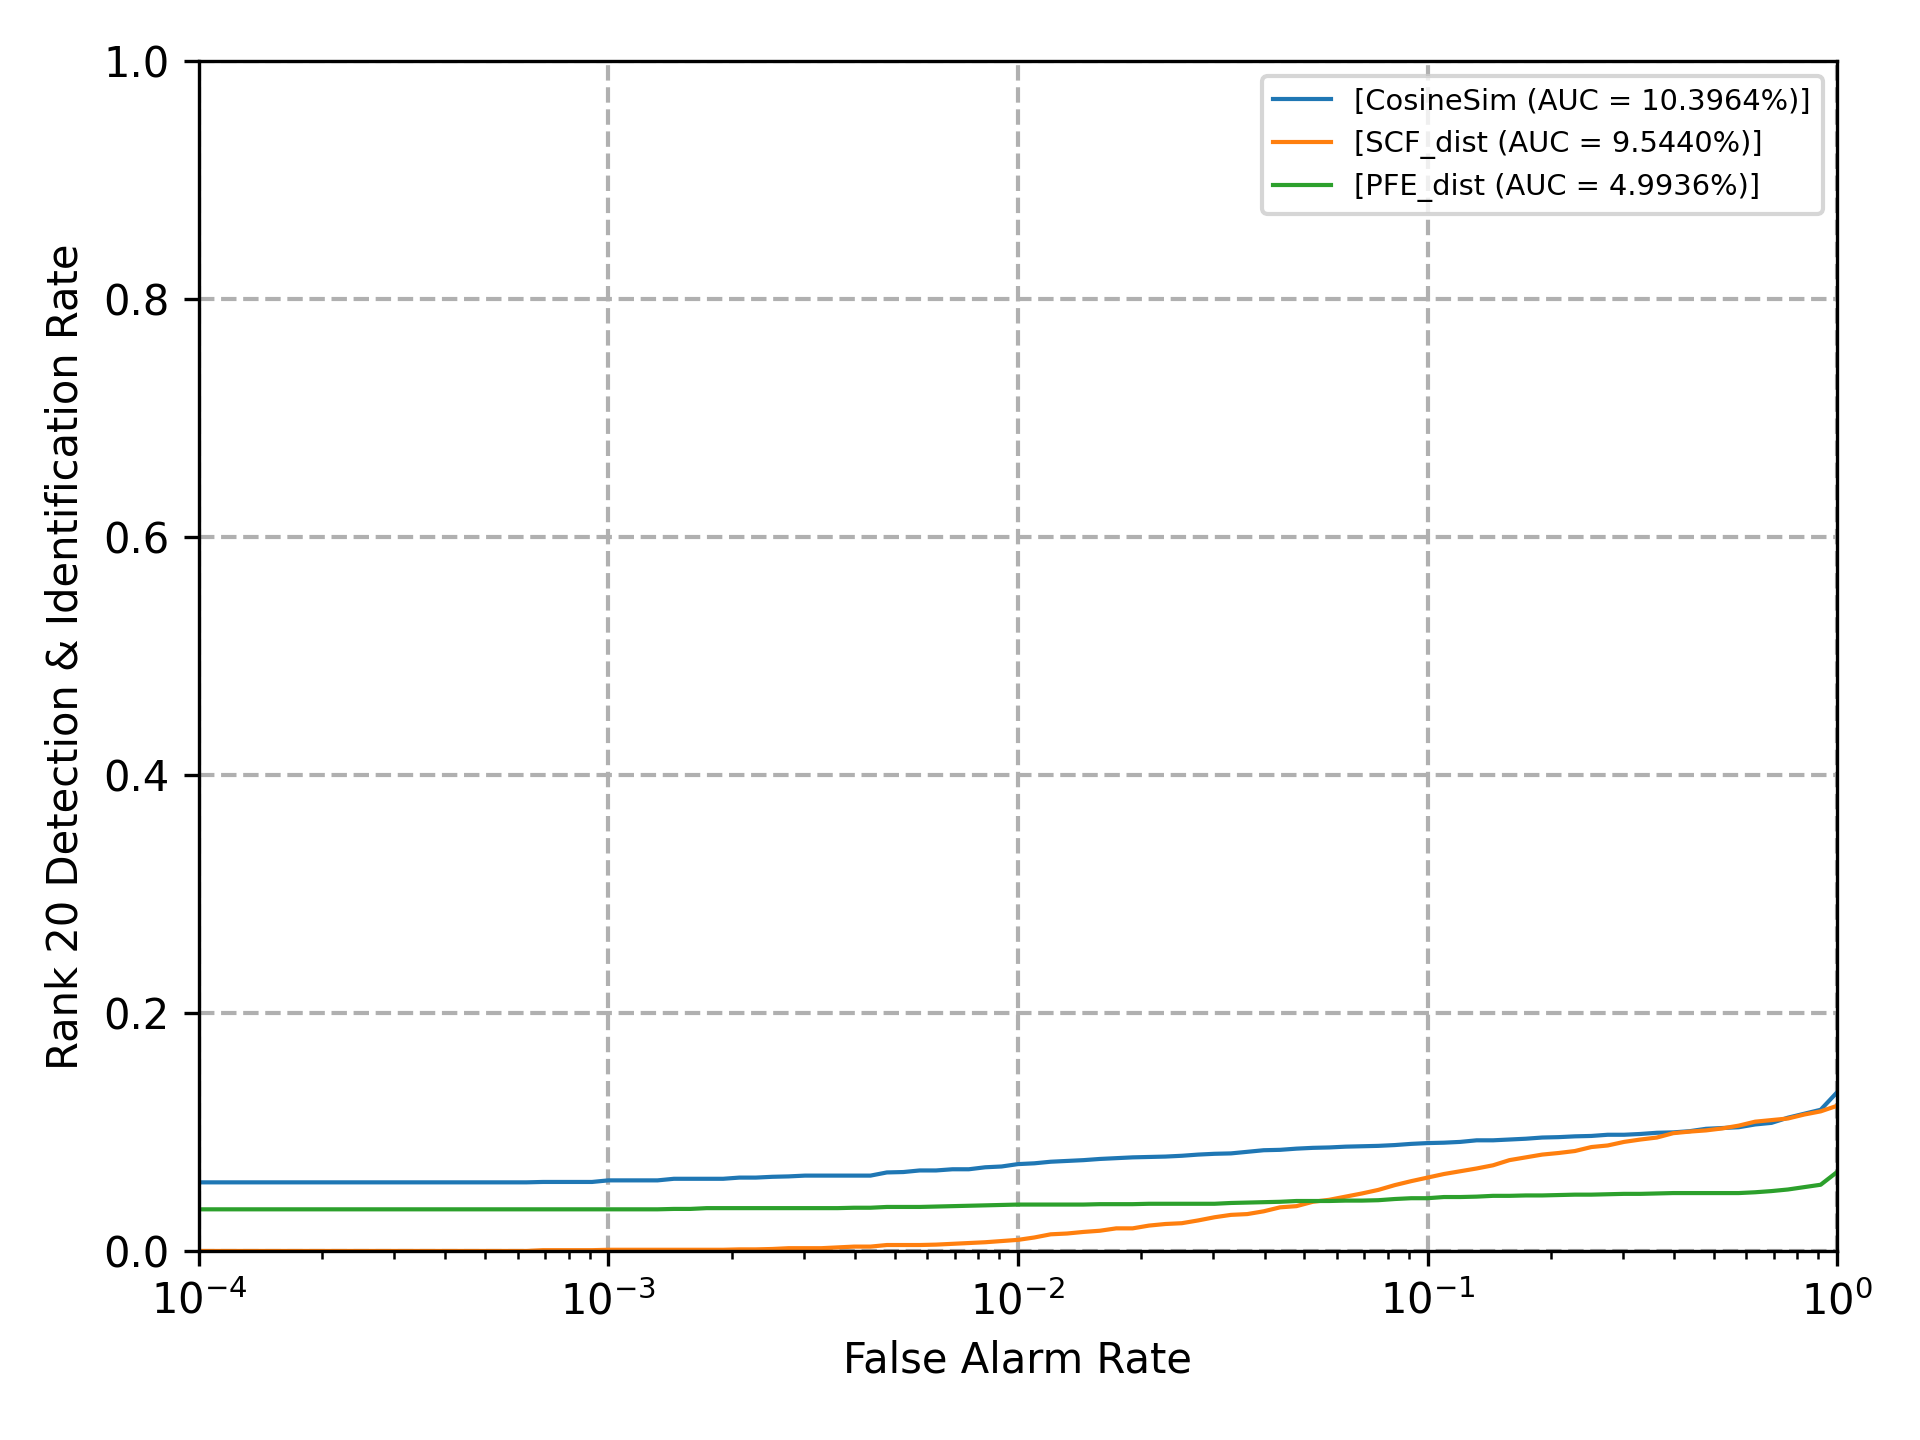 1.0
0.8
0.6
0.4
0.2
0.0
Rank 20 Detection & Identification Rate
[CosineSim (AUC = 10.3964%)]
[SCF_dist (AUC = 9.5440%)]
[PFE_dist (AUC = 4.9936%)]
10⁻⁴ 10⁻³ 10⁻² 10⁻¹ 10⁰
False Alarm Rate